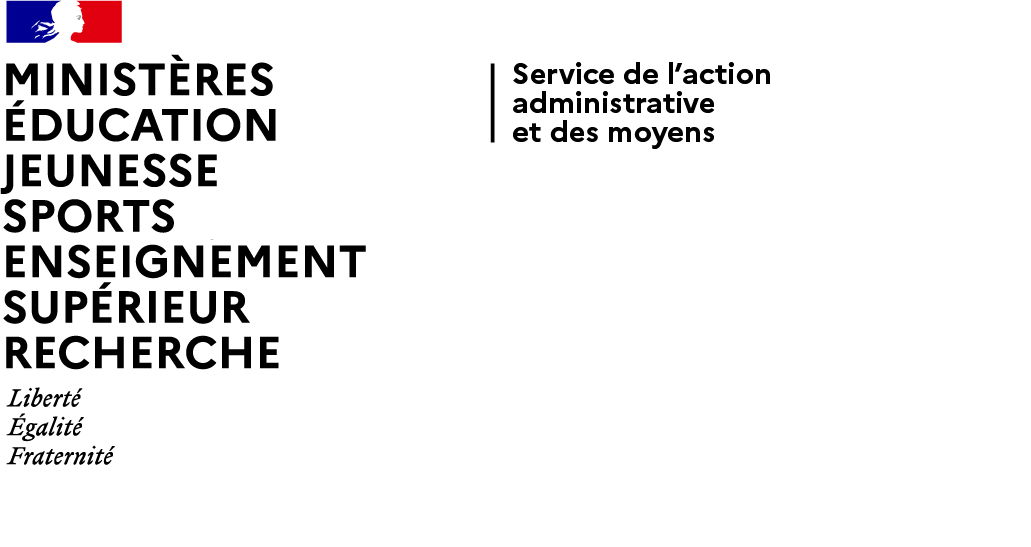 MINISTÈRES
ÉDUCATION
JEUNESSE
SPORTS
ENSEIGNEMENT
SUPÉRIEUR
RECHERCHE
Liberté
Égalité
Fraternité
Service de l’action
administrative
et des moyens